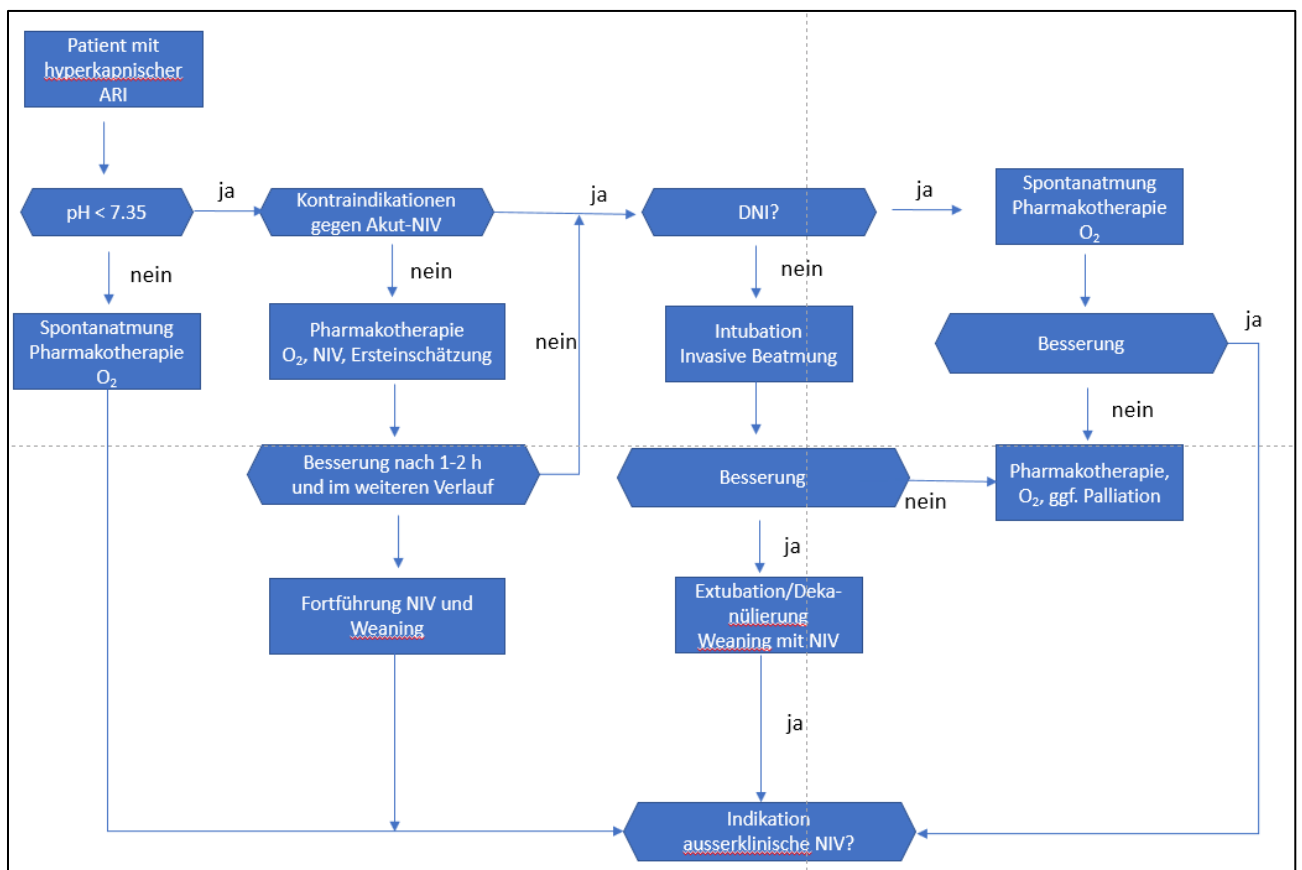 Patient mit
hyperkapnischer
ARI
ja
pH < 7.35
nein
Spontanatmung
Pharmakotherapie
O₂
Kontraindikationen
gegen Akut-NIV
ja
nein
Pharmakotherapie
O₂, NIV, Ersteinschätzung
nein
Besserung nach 1-2 h
und im weiteren Verlauf
Fortführung NIV und
Weaning
DNI?
ja
nein
Intubation
Invasive Beatmung
Besserung
nein
ja
Extubation/Deka-
nülierung
Weaning mit NIV
ja
Spontanatmung
Pharmakotherapie
O₂
Besserung
ja
nein
Pharmakotherapie,
O₂, ggf. Palliation
Indikation
ausserklinische NIV?